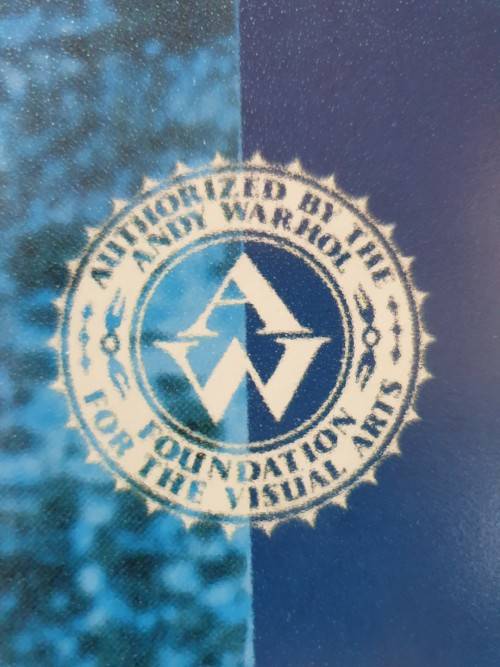 AUTHORIZED BY THE
ANDY WARHOL
A
W
FOUNDATION
FOR THE VISUAL ARTS